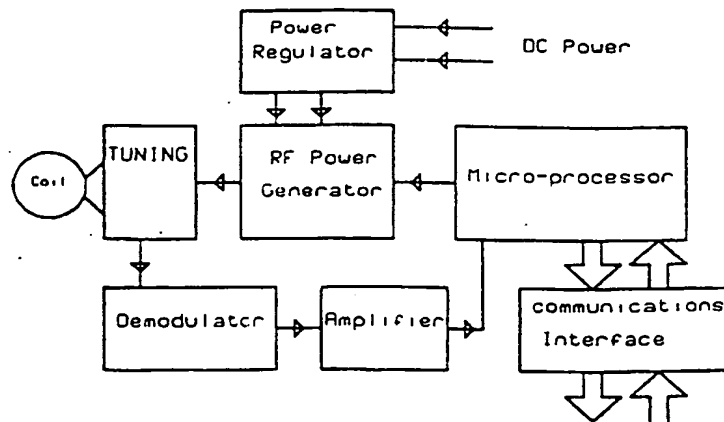 Power
Regulator
DC Power
Coil
TUNING
RF Power
Generator
Micro-processor
Demodulator
Amplifier
communications
Interface